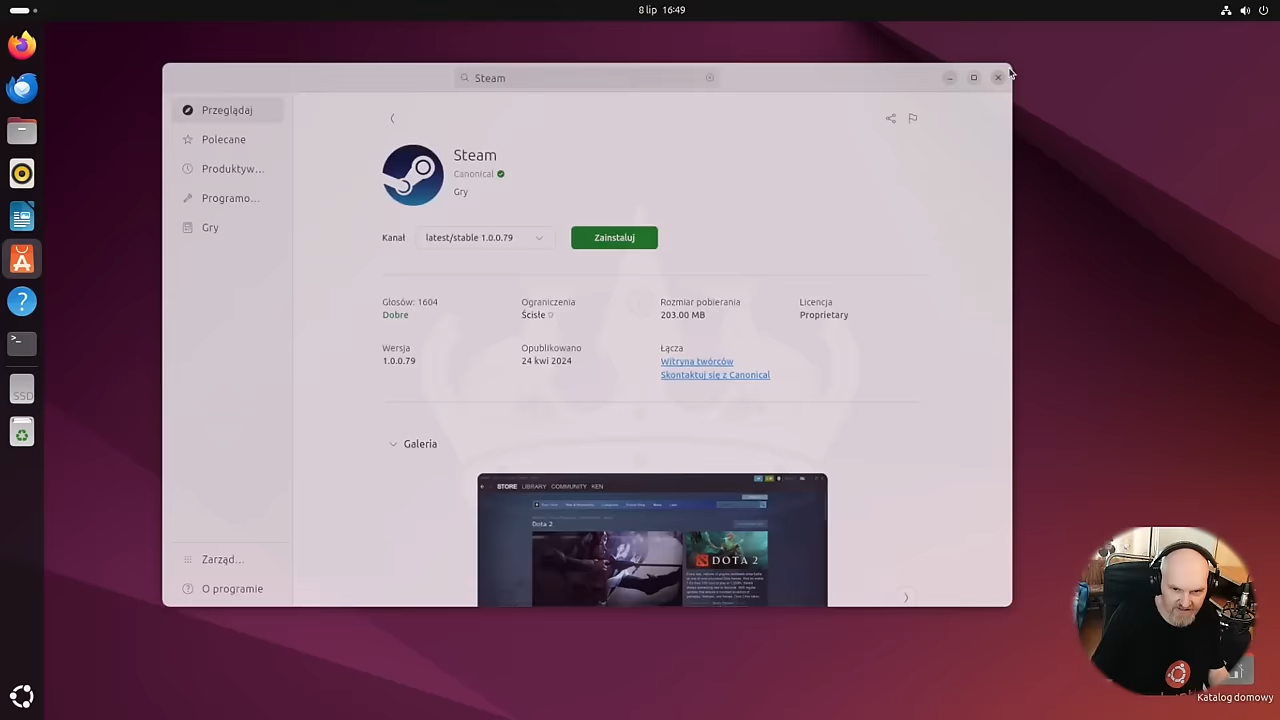 8 lip 16:49
Steam
Przeglądaj
Polecane
Produktyw…
Programo…
Gry
Zarząd…
O programie
Steam
Canonical
Gry
Kanał
latest/stable 1.0.0.79
Zainstaluj
Głosów: 1604
Dobre
Ograniczenia
Ścisłe
Rozmiar pobierania
203.00 MB
Licencja
Proprietary
Wersja
1.0.0.79
Opublikowano
24 kwi 2024
Łącza
Witryna twórców
Skontaktuj się z Canonical
Galeria
STORE LIBRARY COMMUNITY KEN
Dota 2
DOTA 2
SSD
Katalog domowy